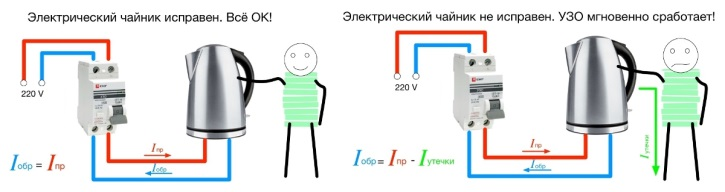 Электрический чайник исправен. Всё ОК!
220 V
Iпр
Iобр
Iобр = Iпр
Электрический чайник не исправен. УЗО мгновенно сработает!
220 V
Iутечки
Iпр
Iобр
Iобр = Iпр - Iутечки